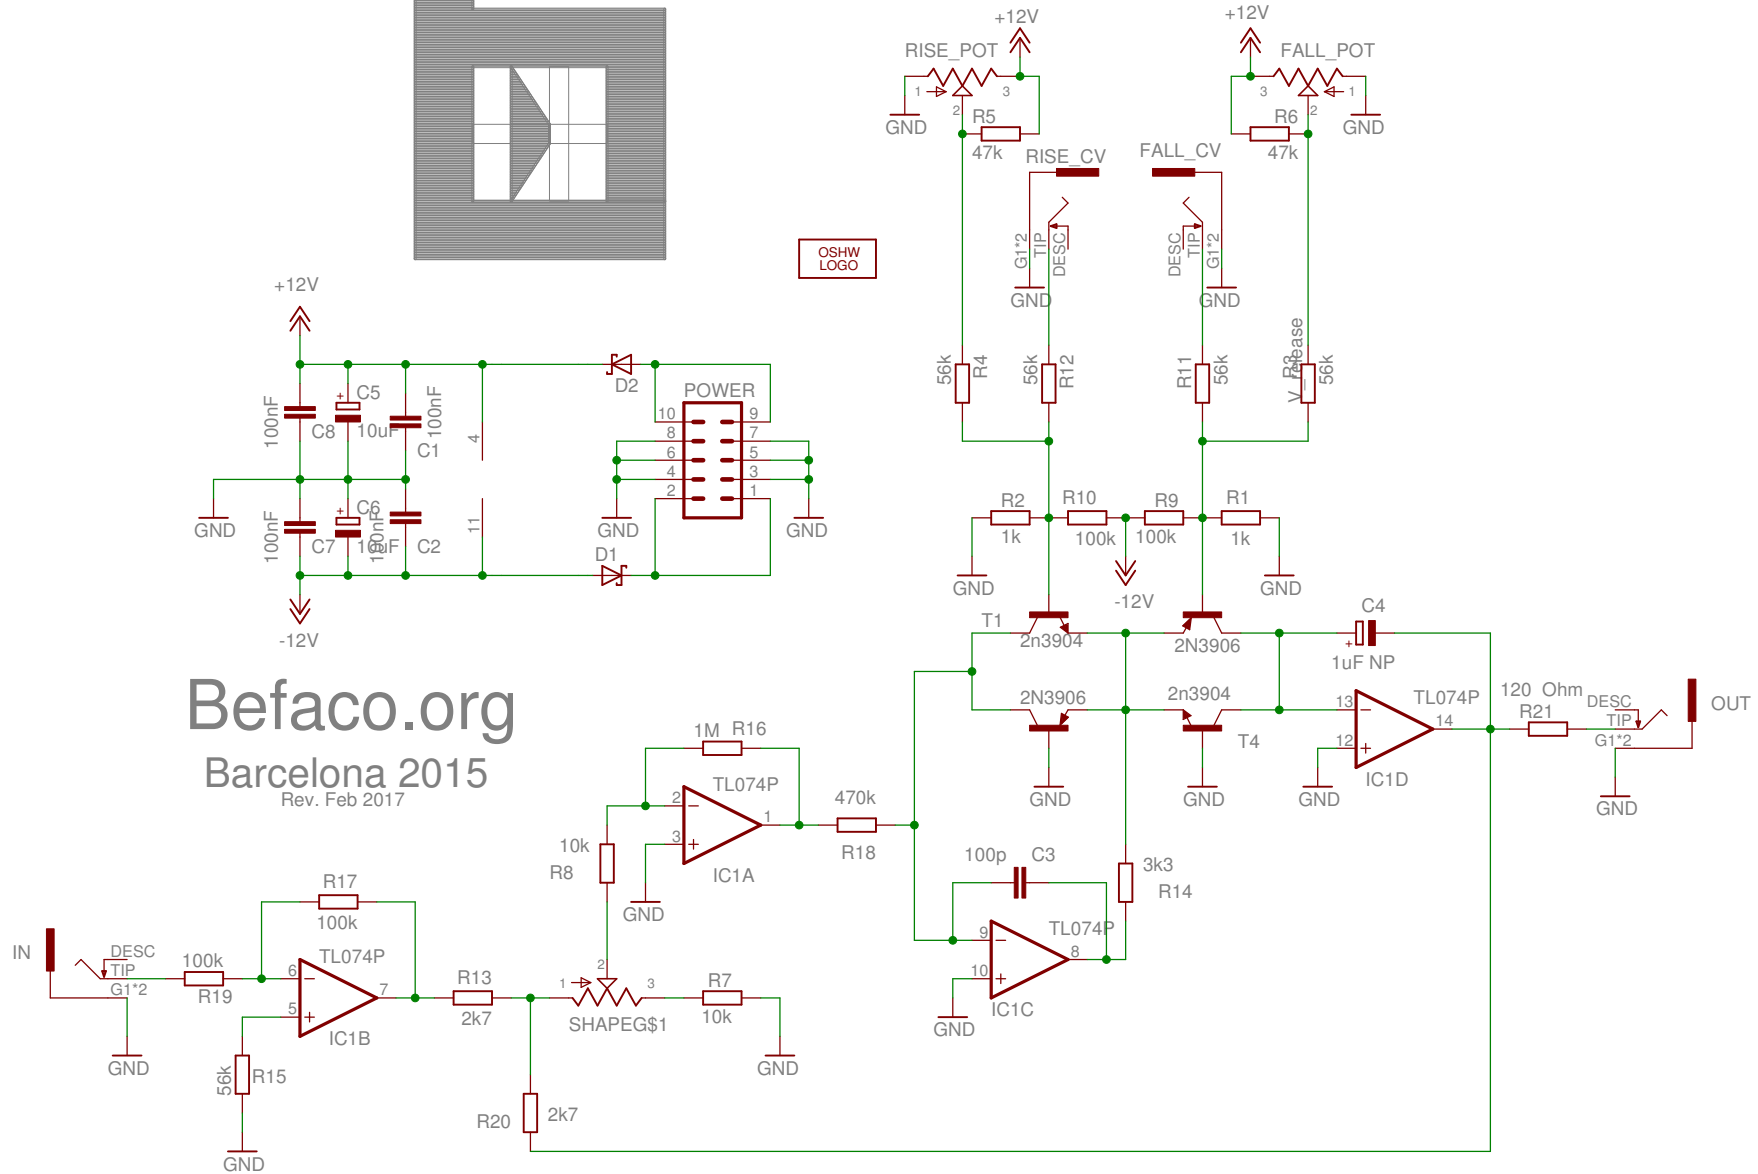 +12V
+12V
RISE_POT
FALL_POT
1
3
2
3
1
2
GND
R5
47k
R6
47k
GND
RISE_CV
FALL_CV
G1*2
TIP
DESC
DESC
TIP
G1*2
GND
GND
OSHW
LOGO
+12V
56k
R4
56k
R12
R11
56k
V_release
56k
D2
POWER
100nF
C8
C5
10uF
100nF
C1
4
10
9
8
7
6
5
4
3
2
1
GND
GND
GND
100nF
C7
C6
10uF
100nF
C2
11
D1
-12V
R2
1k
R10
100k
R9
100k
R1
1k
GND
-12V
GND
T1
2n3904
2N3906
C4
1uF NP
2N3906
2n3904
T4
GND
GND
13
12
TL074P
14
IC1D
GND
120 Ohm
R21
DESC
TIP
G1*2
OUT
GND
Befaco.org
Barcelona 2015
Rev. Feb 2017
1M
R16
TL074P
2
3
1
IC1A
470k
R18
10k
R8
GND
100p
C3
3k3
R14
TL074P
9
10
8
IC1C
GND
R17
100k
IN
DESC
TIP
G1*2
100k
R19
TL074P
6
5
7
IC1B
R13
2k7
1
2
3
SHAPEG$1
R7
10k
GND
GND
56k
R15
GND
R20
2k7